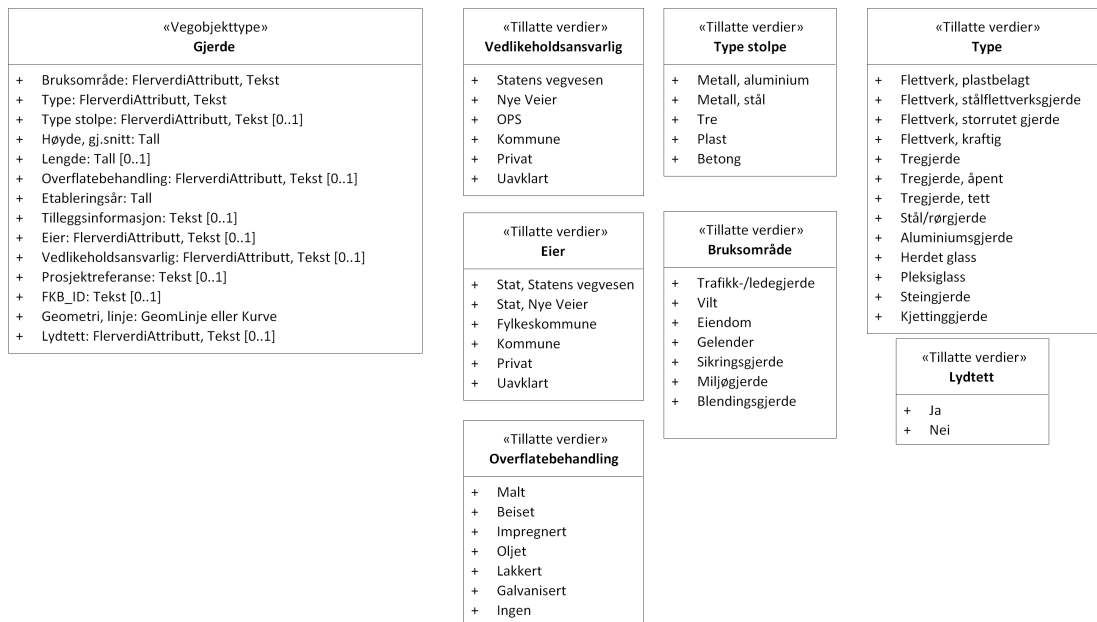 «Vegobjekttype»
Gjerde
+ Bruksområde: FlerverdiAttributt, Tekst
+ Type: FlerverdiAttributt, Tekst
+ Type stolpe: FlerverdiAttributt, Tekst [0..1]
+ Høyde, gj.snitt: Tall
+ Lengde: Tall [0..1]
+ Overflatebehandling: FlerverdiAttributt, Tekst [0..1]
+ Etableringsår: Tall
+ Tilleggsinformasjon: Tekst [0..1]
+ Eier: FlerverdiAttributt, Tekst [0..1]
+ Vedlikeholdsansvarlig: FlerverdiAttributt, Tekst [0..1]
+ Prosjektreferanse: Tekst [0..1]
+ FKB_ID: Tekst [0..1]
+ Geometri, linje: GeomLinje eller Kurve
+ Lydtett: FlerverdiAttributt, Tekst [0..1]
«Tillatte verdier»
Vedlikeholdsansvarlig
+ Statens vegvesen
+ Nye Veier
+ OPS
+ Kommune
+ Privat
+ Uavklart
«Tillatte verdier»
Eier
+ Stat, Statens vegvesen
+ Stat, Nye Veier
+ Fylkeskommune
+ Kommune
+ Privat
+ Uavklart
«Tillatte verdier»
Overflatebehandling
+ Malt
+ Beiset
+ Impregnert
+ Oljet
+ Lakkert
+ Galvanisert
+ Ingen
«Tillatte verdier»
Type stolpe
+ Metall, aluminium
+ Metall, stål
+ Tre
+ Plast
+ Betong
«Tillatte verdier»
Bruksområde
+ Trafikk-/ledegjerde
+ Vilt
+ Eiendom
+ Gelender
+ Sikringsgjerde
+ Miljøgjerde
+ Blendingsgjerde
«Tillatte verdier»
Type
+ Flettverk, plastbelagt
+ Flettverk, stålflettverksgjerde
+ Flettverk, storrutet gjerde
+ Flettverk, kraftig
+ Tregjerde
+ Tregjerde, åpent
+ Tregjerde, tett
+ Stål/rørgjerde
+ Aluminiumsgjerde
+ Herdet glass
+ Pleksiglass
+ Steingjerde
+ Kjettinggjerde
«Tillatte verdier»
Lydtett
+ Ja
+ Nei